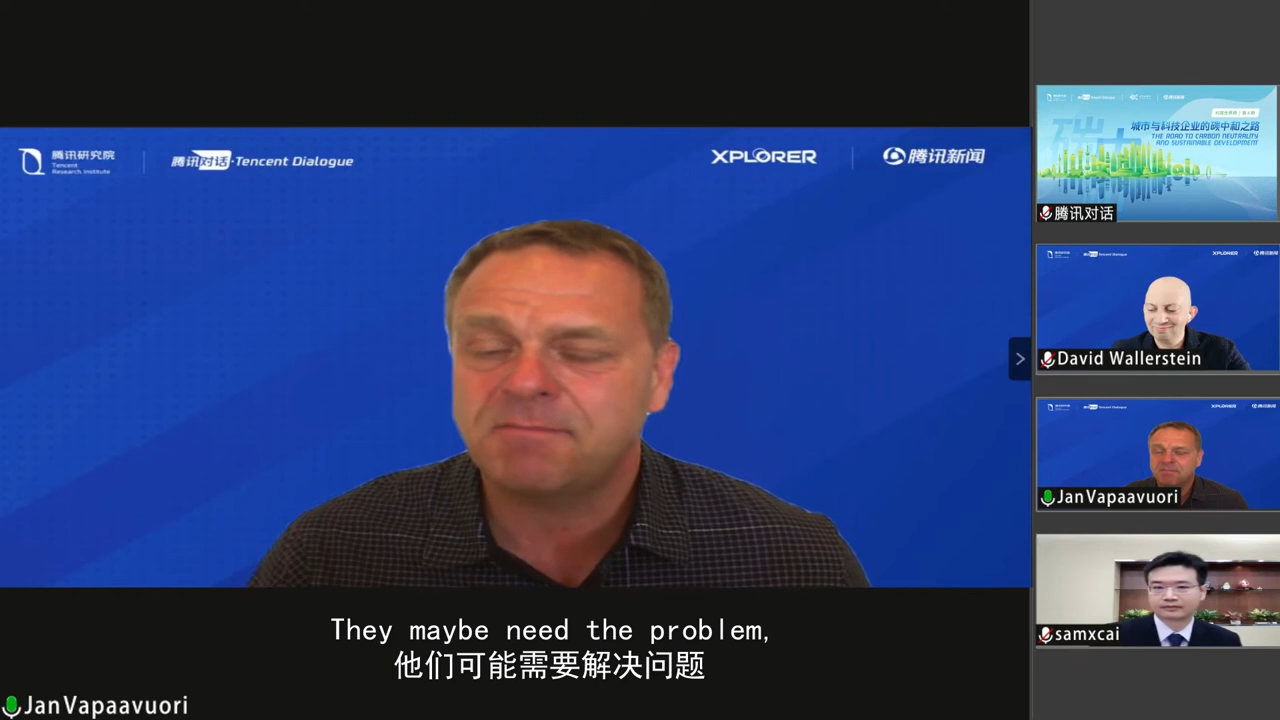 腾讯研究院
Tencent
Research Institute
腾讯对话·Tencent Dialogue
XPLORER
腾讯新闻
They maybe need the problem,
他们可能需要解决问题
JanVapaavuori
城市与科技企业的碳中和之路
THE ROAD TO CARBON NEUTRALITY
AND SUSTAINABLE DEVELOPMENT
腾讯对话
XPLORER
David Wallerstein
XPLORER
JanVapaavuori
samxcai